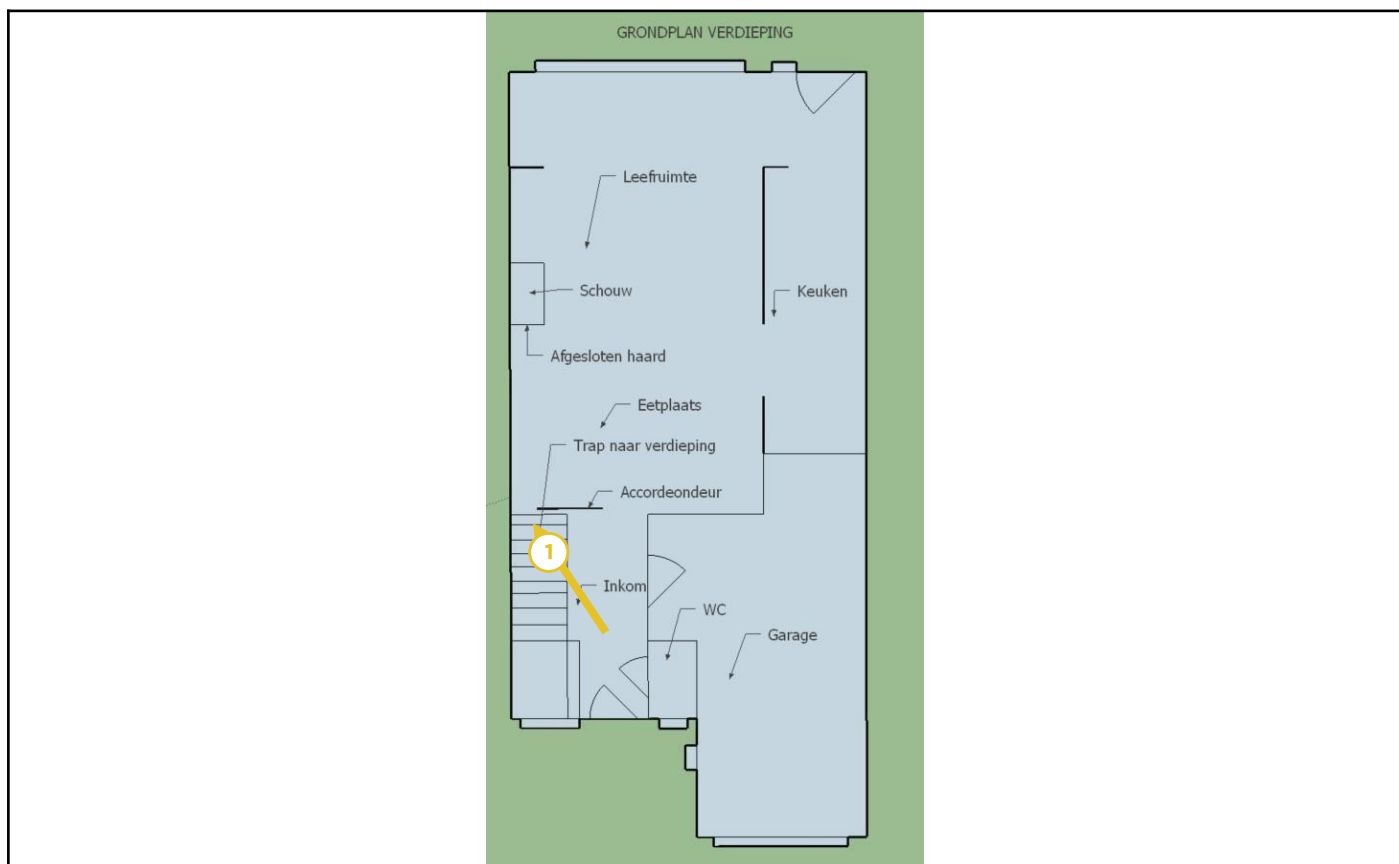 GRONDPLAN VERDIEPING
Leefruimte
Schouw
Keuken
Afgesloten haard
Eetplaats
Trap naar verdieping
Accordeondeur
1
Inkom
WC
Garage